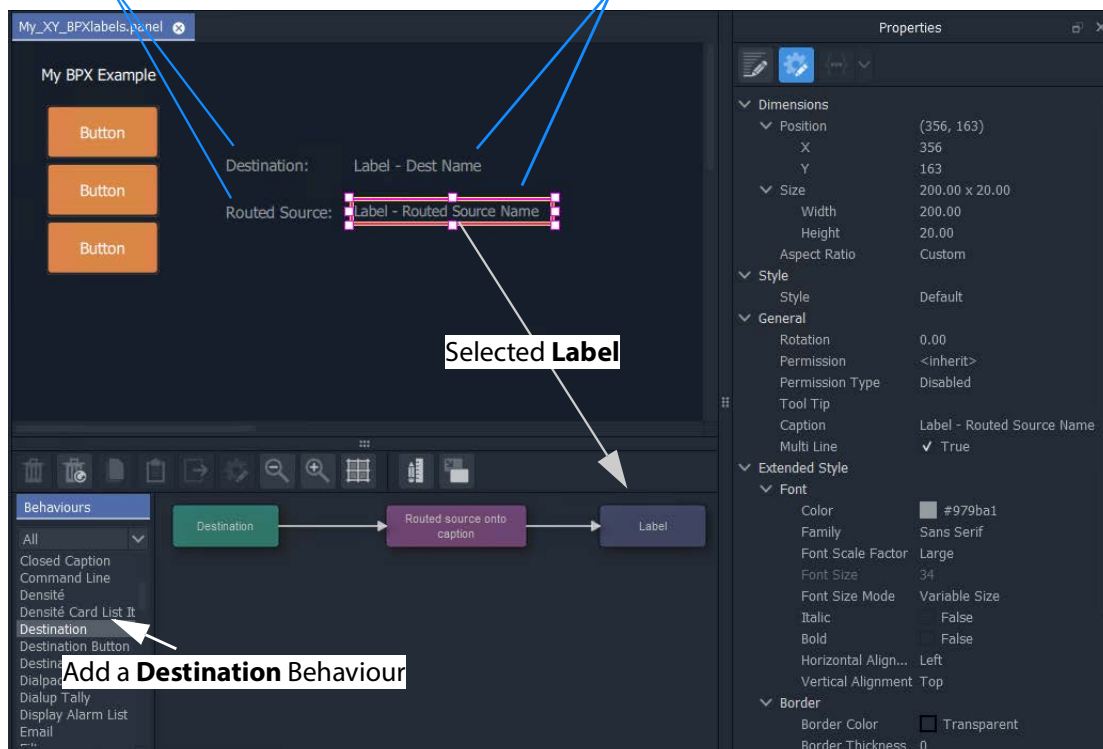 My_XY_BPXlabels.panel
Properties
My BPX Example
Button
Button
Button
Destination:
Label - Dest Name
Routed Source:
Label - Routed Source Name
Selected Label
Dimensions
Position (356, 163)
X 356
Y 163
Size 200.00 x 20.00
Width 200.00
Height 20.00
Aspect Ratio Custom
Style
Style Default
General
Rotation 0.00
Permission <inherit>
Permission Type Disabled
Tool Tip
Caption Label - Routed Source Name
Multi Line True
Extended Style
Font
Color #979ba1
Family Sans Serif
Font Scale Factor Large
Font Size 34
Font Size Mode Variable Size
Italic False
Bold False
Horizontal Align... Left
Vertical Alignment Top
Border
Border Color Transparent
Border Thickness 0
Behaviours
All
Closed Caption
Command Line
Densité
Densité Card List It
Destination
Destination Button
Add a Destination Behaviour
Dialup Tally
Display Alarm List
Email
Destination
Routed source onto
caption
Label